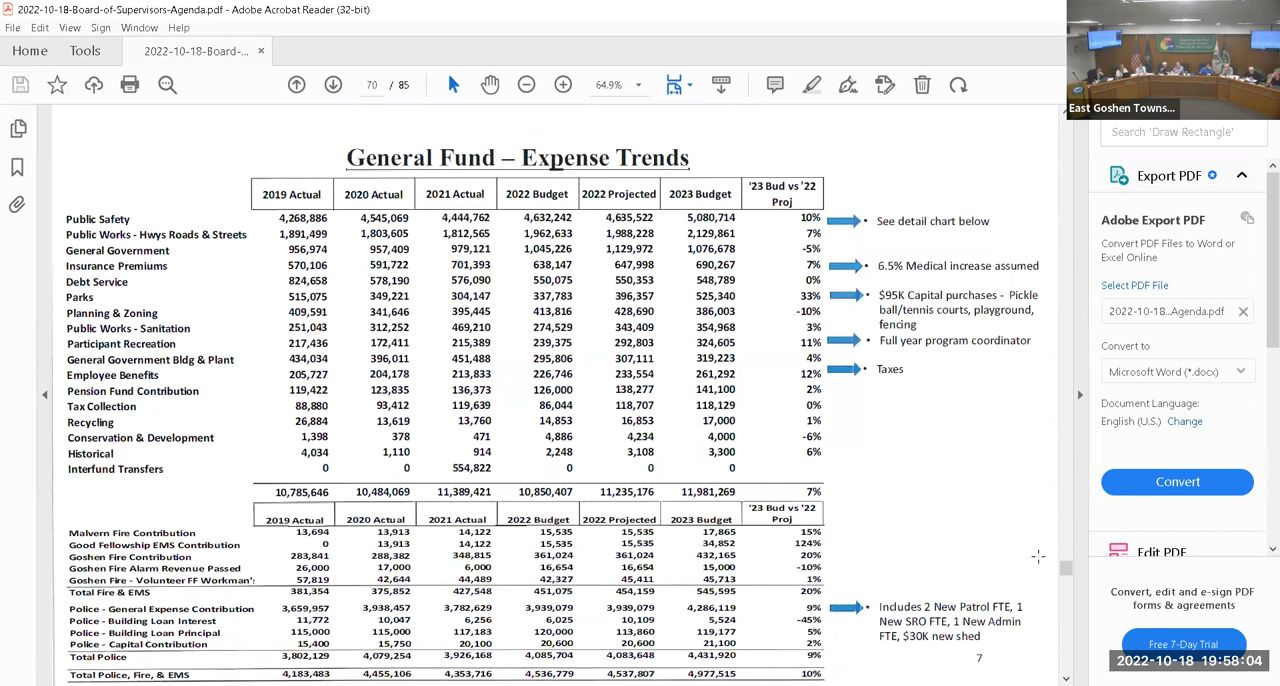 2022-10-18-Board-of-Supervisors-Agenda.pdf - Adobe Acrobat Reader (32-bit)
File Edit View Sign Window Help
Home Tools 2022-10-18-Board-... ×
70 / 85 64.9%
East Goshen Towns...
Search 'Draw Rectangle'
Export PDF
Adobe Export PDF
Convert PDF Files to Word or Excel Online
Select PDF File
2022-10-18...Agenda.pdf
Convert to
Microsoft Word (*.docx)
Document Language:
English (U.S.) Change
Convert
Edit PDF
Convert, edit and e-sign PDF
forms & agreements
Free 7-Day Trial
2022-10-18 19:58:04
General Fund – Expense Trends
2019 Actual 2020 Actual 2021 Actual 2022 Budget 2022 Projected 2023 Budget '23 Bud vs '22 Proj
Public Safety 4,268,886 4,545,069 4,444,762 4,632,242 4,635,522 5,080,714 10% • See detail chart below
Public Works - Hwys Roads & Streets 1,891,499 1,803,605 1,812,565 1,962,633 1,988,228 2,129,861 7%
General Government 956,974 957,409 979,121 1,045,226 1,129,972 1,076,678 -5%
Insurance Premiums 570,106 591,722 701,393 638,147 647,998 690,267 7% • 6.5% Medical increase assumed
Debt Service 824,658 578,190 576,090 550,075 550,353 548,789 0%
Parks 515,075 349,221 304,147 337,783 396,357 525,340 33% • $95K Capital purchases - Pickle
ball/tennis courts, playground,
fencing
Planning & Zoning 409,591 341,646 395,445 413,816 428,690 386,003 -10%
Public Works - Sanitation 251,043 312,252 469,210 274,529 343,409 354,968 3%
Participant Recreation 217,436 172,411 215,389 239,375 292,803 324,605 11% • Full year program coordinator
General Government Bldg & Plant 434,034 396,011 451,488 295,806 307,111 319,223 4%
Employee Benefits 205,727 204,178 213,833 226,746 233,554 261,292 12% • Taxes
Pension Fund Contribution 119,422 123,835 136,373 126,000 138,277 141,100 2%
Tax Collection 88,880 93,412 119,639 86,044 118,707 118,129 0%
Recycling 26,884 13,619 13,760 14,853 16,853 17,000 1%
Conservation & Development 1,398 378 471 4,886 4,234 4,000 -6%
Historical 4,034 1,110 914 2,248 3,108 3,300 6%
Interfund Transfers 0 0 554,822 0 0 0
10,785,646 10,484,069 11,389,421 10,850,407 11,235,176 11,981,269 7%
2019 Actual 2020 Actual 2021 Actual 2022 Budget 2022 Projected 2023 Budget '23 Bud vs '22 Proj
Malvern Fire Contribution 13,694 13,913 14,122 15,535 15,535 17,865 15%
Good Fellowship EMS Contribution 0 13,913 14,122 15,535 15,535 34,852 124%
Goshen Fire Contribution 283,841 288,382 348,815 361,024 361,024 432,165 20%
Goshen Fire Alarm Revenue Passed 26,000 17,000 6,000 16,654 16,654 15,000 -10%
Goshen Fire - Volunteer FF Workman's 57,819 42,644 44,489 42,327 45,411 45,713 1%
Total Fire & EMS 381,354 375,852 427,548 451,075 454,159 545,595 20%
Police - General Expense Contribution 3,659,957 3,938,457 3,782,629 3,939,079 3,939,079 4,286,119 9% • Includes 2 New Patrol FTE, 1
New SRO FTE, 1 New Admin
FTE, $30K new shed
Police - Building Loan Interest 11,772 10,047 6,256 6,025 10,109 5,524 -45%
Police - Building Loan Principal 115,000 115,000 117,183 120,000 113,860 119,177 5%
Police - Capital Contribution 15,400 15,750 20,100 20,600 20,600 21,100 2%
Total Police 3,802,129 4,079,254 3,926,168 4,085,704 4,083,648 4,431,920 9%
7
Total Police, Fire, & EMS 4,183,483 4,455,106 4,353,716 4,536,779 4,537,807 4,977,515 10%